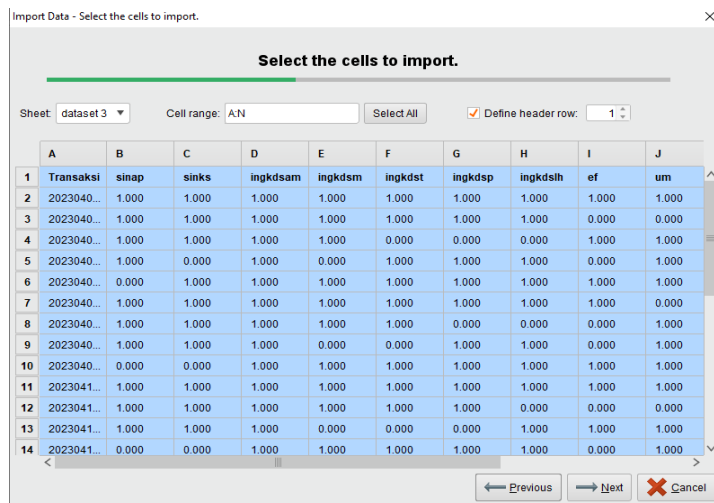 Import Data - Select the cells to import.
Select the cells to import.
Sheet: dataset 3 Cell range: A:N Select All Define header row: 1
A B C D E F G H I J
1 Transaksi sinap sinks ingkdsam ingkdsm ingkdst ingkdsp ingkdslh ef um
2 2023040... 1.000 1.000 1.000 1.000 1.000 1.000 1.000 1.000 1.000
3 2023040... 1.000 1.000 1.000 1.000 1.000 1.000 1.000 0.000 0.000
4 2023040... 1.000 1.000 1.000 1.000 0.000 0.000 0.000 1.000 1.000
5 2023040... 1.000 0.000 1.000 0.000 1.000 1.000 1.000 0.000 1.000
6 2023040... 0.000 1.000 1.000 1.000 1.000 1.000 1.000 1.000 1.000
7 2023040... 1.000 1.000 1.000 1.000 1.000 1.000 1.000 1.000 0.000
8 2023040... 1.000 1.000 1.000 1.000 1.000 0.000 0.000 0.000 1.000
9 2023040... 1.000 1.000 1.000 0.000 0.000 1.000 1.000 0.000 1.000
10 2023040... 0.000 0.000 1.000 1.000 1.000 1.000 1.000 1.000 1.000
11 2023041... 1.000 1.000 1.000 1.000 1.000 1.000 1.000 1.000 1.000
12 2023041... 1.000 1.000 1.000 1.000 1.000 1.000 0.000 0.000 0.000
13 2023041... 1.000 1.000 1.000 0.000 0.000 0.000 1.000 1.000 1.000
14 2023041... 0.000 0.000 1.000 1.000 1.000 1.000 1.000 0.000 1.000
Previous Next Cancel